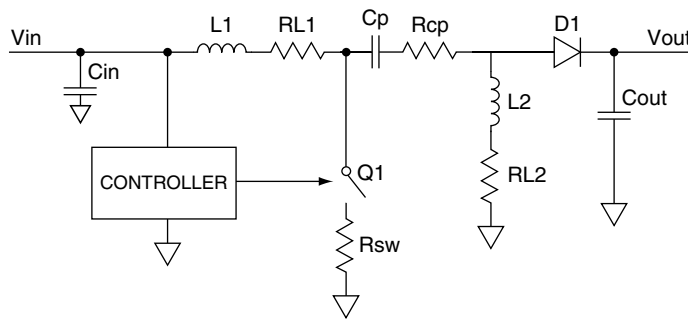 Vin
L1
RL1
Cp
Rcp
D1
Vout
Cin
L2
Cout
CONTROLLER
Q1
RL2
Rsw